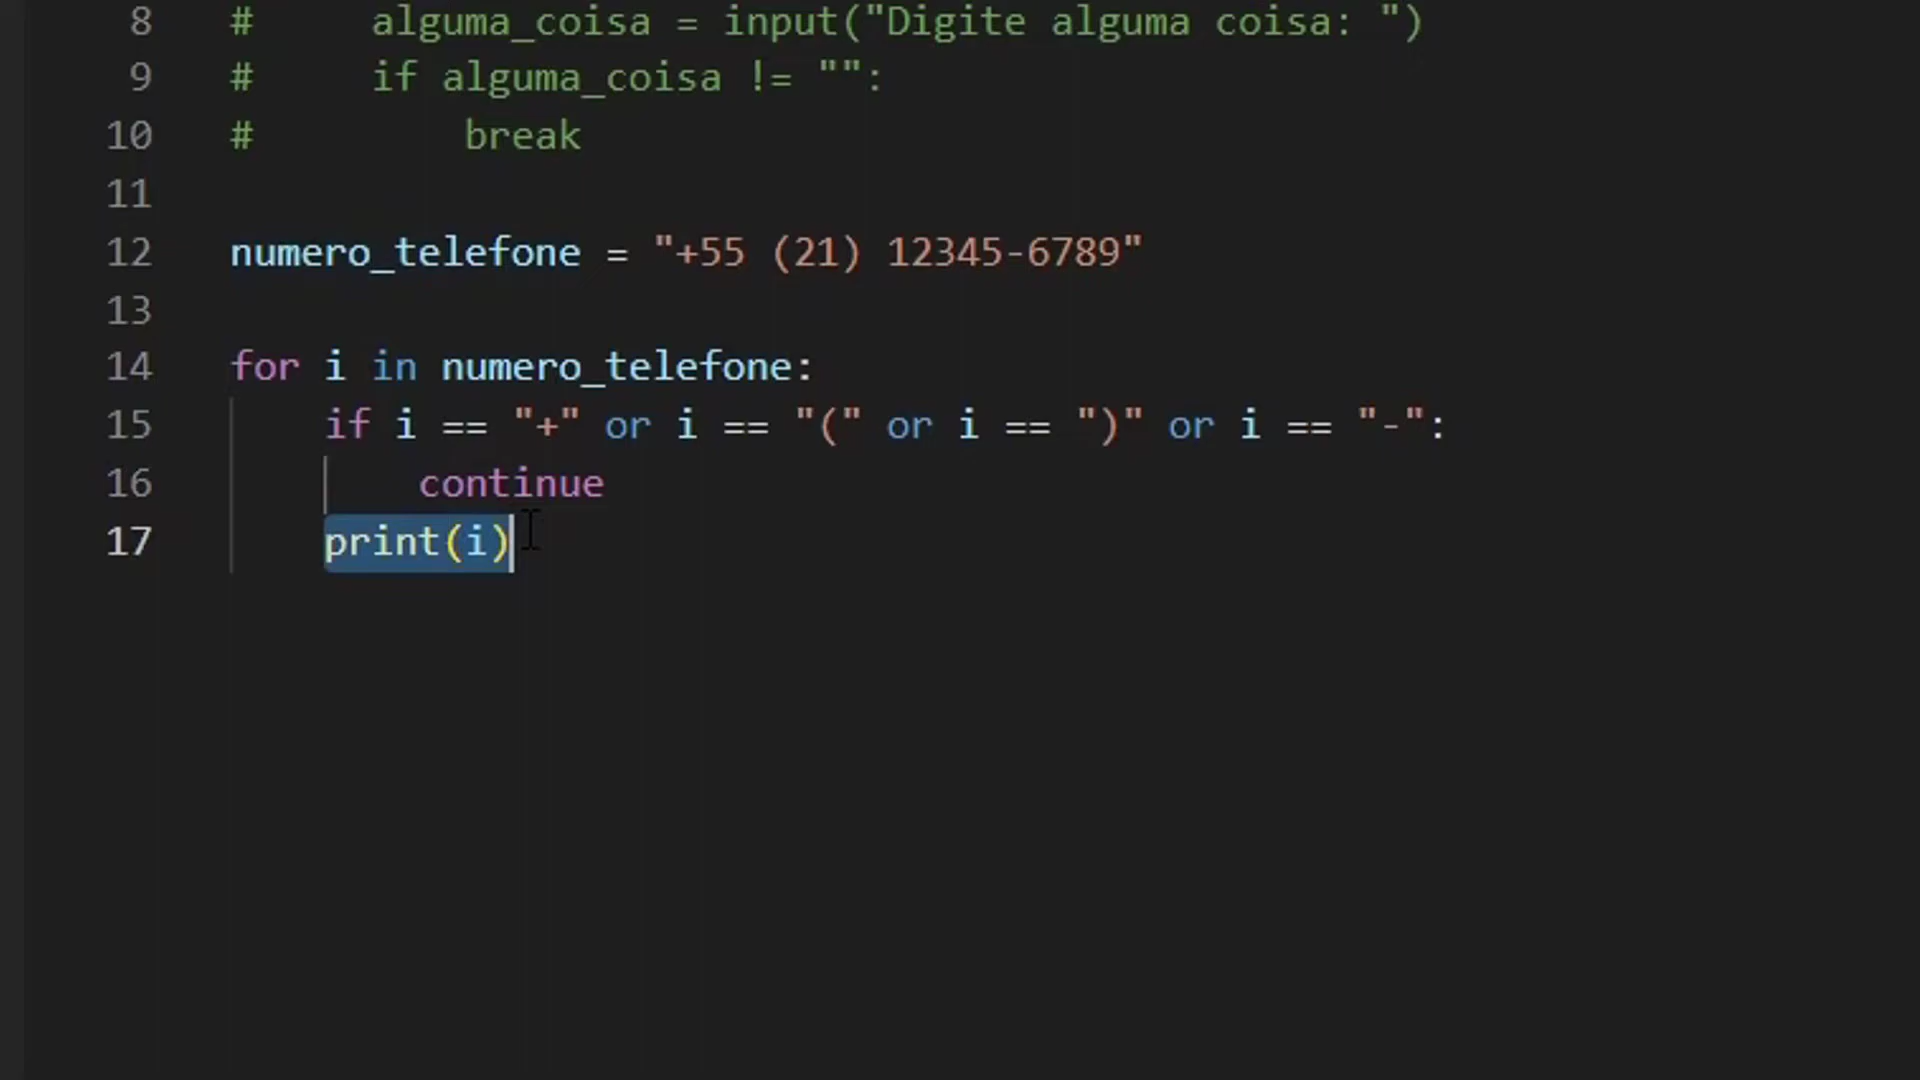 8 #    alguma_coisa = input("Digite alguma coisa: ")
9 #    if alguma_coisa != "":
10 #        break
11
12 numero_telefone = "+55 (21) 12345-6789"
13
14 for i in numero_telefone:
15     if i == "+" or i == "(" or i == ")" or i == "-":
16         continue
17     print(i)